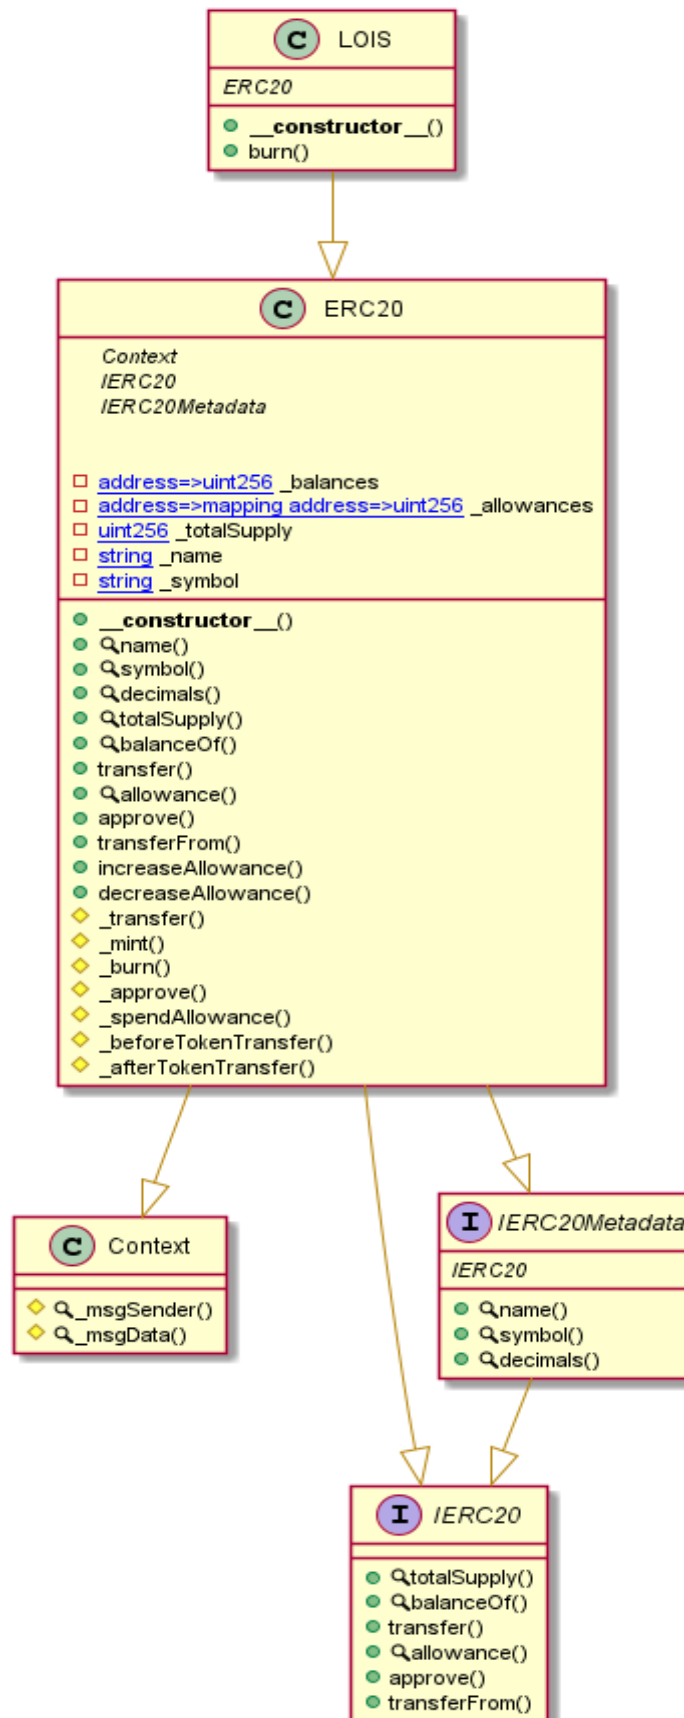 C LOIS
ERC20
__constructor__()
burn()
C ERC20
Context
IERC20
IERC20Metadata
address=>uint256 _balances
address=>mapping address=>uint256 _allowances
uint256 _totalSupply
string _name
string _symbol
__constructor__()
name()
symbol()
decimals()
totalSupply()
balanceOf()
transfer()
allowance()
approve()
transferFrom()
increaseAllowance()
decreaseAllowance()
_transfer()
_mint()
_burn()
_approve()
_spendAllowance()
_beforeTokenTransfer()
_afterTokenTransfer()
C Context
_msgSender()
_msgData()
I IERC20Metadata
IERC20
name()
symbol()
decimals()
I IERC20
totalSupply()
balanceOf()
transfer()
allowance()
approve()
transferFrom()